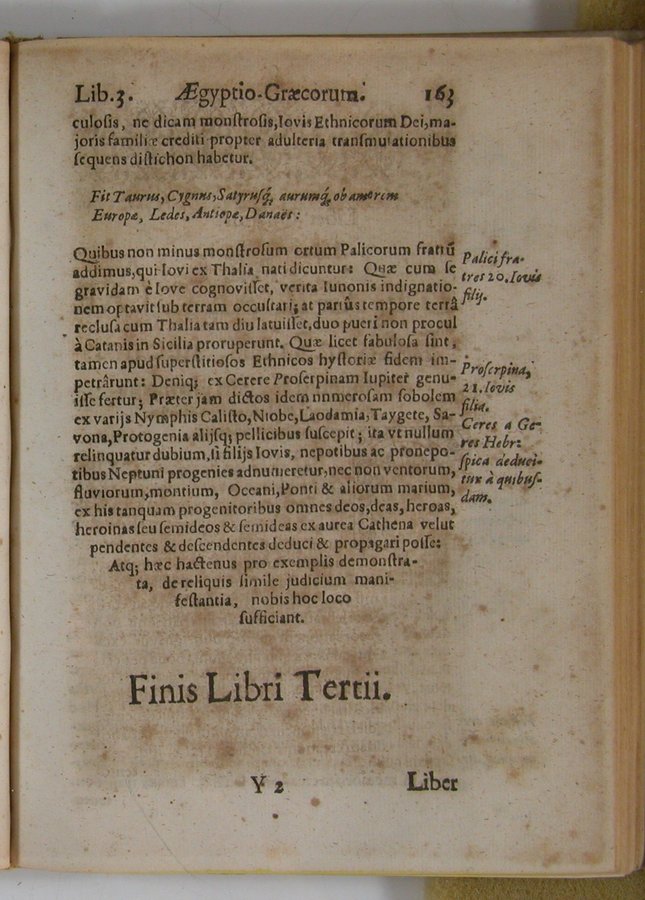 Lib.3. Ægyptio-Græcorum. 163
culosis, ne dicam monstrosis, Iovis Ethnicorum Dei, ma-
joris familiæ crediti propter adulteria transmutationibus
sequens distichon habetur.
Fit Taurus, Cygnus, Satyrusq́, aurumq́, ob amorem
Europæ, Ledes, Antiopæ, Danaës:
Quibus non minus monstrosum ortum Palicorum fratrũ
addimus, qui Iovi ex Thalia nati dicuntur: Quæ cum se
gravidam è Iove cognovisset, verita Iunonis indignatio-
nem optavit sub terram occultari; at partûs tempore terrâ
reclusa cum Thalia tam diu latuisset, duo pueri non procul
à Catanis in Sicilia proruperunt. Quæ licet fabulosa sint,
tamen apud superstitiosos Ethnicos hystoriæ fidem im-
petrârunt: Deniq; ex Cerere Proserpinam Iupiter genu-
isse fertur; Præter jam dictos idem numerosam sobolem
ex varijs Nymphis Calisto, Niobe, Laodamia, Taygete, Sa-
vona, Protogenia alijsq; pellicibus suscepit; ita vt nullum
relinquatur dubium, si filijs Iovis, nepotibus ac pronepo-
tibus Neptuni progenies adnumeretur, nec non ventorum,
fluviorum, montium, Oceani, Ponti & aliorum marium,
ex his tanquam progenitoribus omnes deos, deas, heroas,
heroinas seu semideos & semideas ex aurea Cathena velut
pendentes & descendentes deduci & propagari posse:
Atq; hæc hactenus pro exemplis demonstra-
ta, de reliquis simile judicium mani-
festantia, nobis hoc loco
sufficiant.
Palici fra-
tres 20. Iovis
filij.
Proserpina,
21. Iovis
filia.
Ceres a Ge-
res Hebr:
spica deduci-
tur à quibus-
dam.
Finis Libri Tertii.
Y 2 Liber